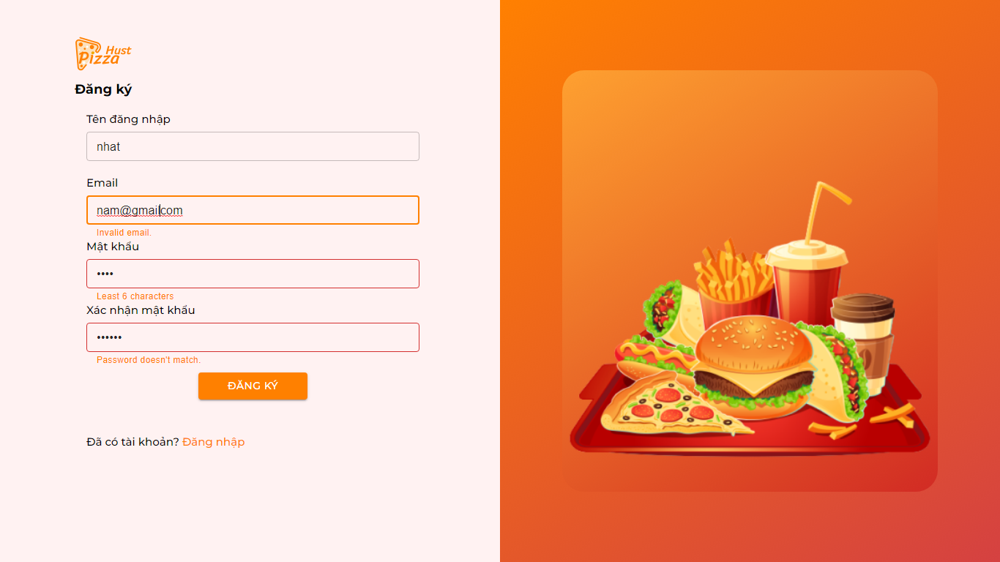 Hust
Pizza
Đăng ký
Tên đăng nhập
nhat
Email
nam@gmailcom
Invalid email.
Mật khẩu
••••
Least 6 characters
Xác nhận mật khẩu
••••••
Password doesn't match.
ĐĂNG KÝ
Đã có tài khoản? Đăng nhập